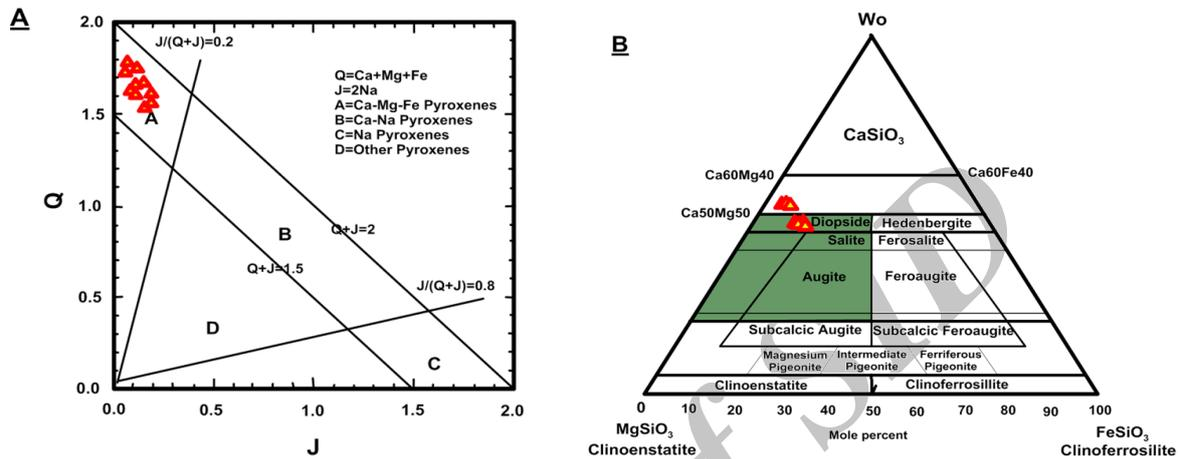 A
2.0
1.5
1.0
0.5
0.0
Q
0.0
0.5
1.0
1.5
2.0
J
J/(Q+J)=0.2
Q=Ca+Mg+Fe
J=2Na
A=Ca-Mg-Fe Pyroxenes
B=Ca-Na Pyroxenes
C=Na Pyroxenes
D=Other Pyroxenes
A
B
Q+J=2
Q+J=1.5
J/(Q+J)=0.8
D
C
B
Wo
CaSiO₃
Ca60Mg40
Ca60Fe40
Ca50Mg50
Diopside
Hedenbergite
Salite
Ferosalite
Augite
Feroaugite
Subcalcic Augite
Subcalcic Feroaugite
Magnesium
Pigeonite
Intermediate
Pigeonite
Ferriferous
Pigeonite
Clinoenstatite
Clinoferrosillite
0
10
20
30
40
50
60
70
80
90
100
MgSiO₃
Clinoenstatite
Mole percent
FeSiO₃
Clinoferrosilite
f SID